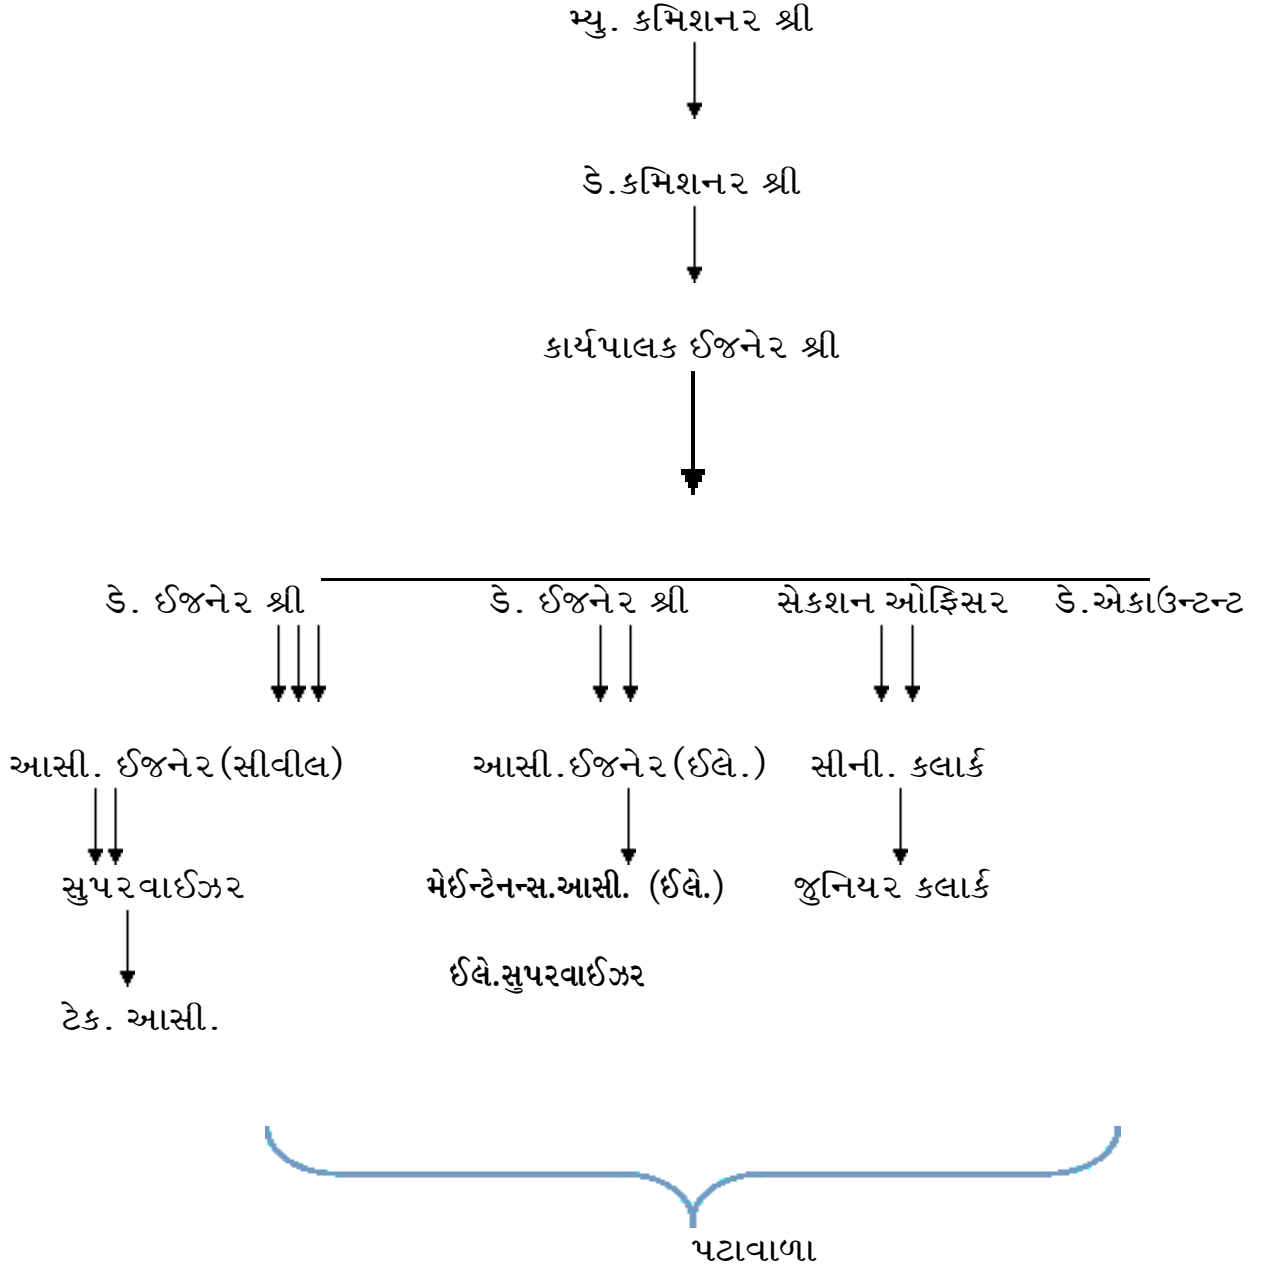 મ્યુ. કમિશનર શ્રી
ડે.કમિશનર શ્રી
કાર્યપાલક ઈજનેર શ્રી
ડે. ઈજનેર શ્રી ડે. ઈજનેર શ્રી સેકશન ઓફિસર ડે.એકાઉન્ટન્ટ
આસી. ઈજનેર(સીવીલ) આસી.ઈજનેર(ઈલે.) સીની. કલાર્ક
સુપરવાઈઝર મેઈન્ટેનન્સ.આસી. (ઈલે.) જુનિયર કલાર્ક
ઈલે.સુપરવાઈઝર
ટેક. આસી.
પટાવાળા